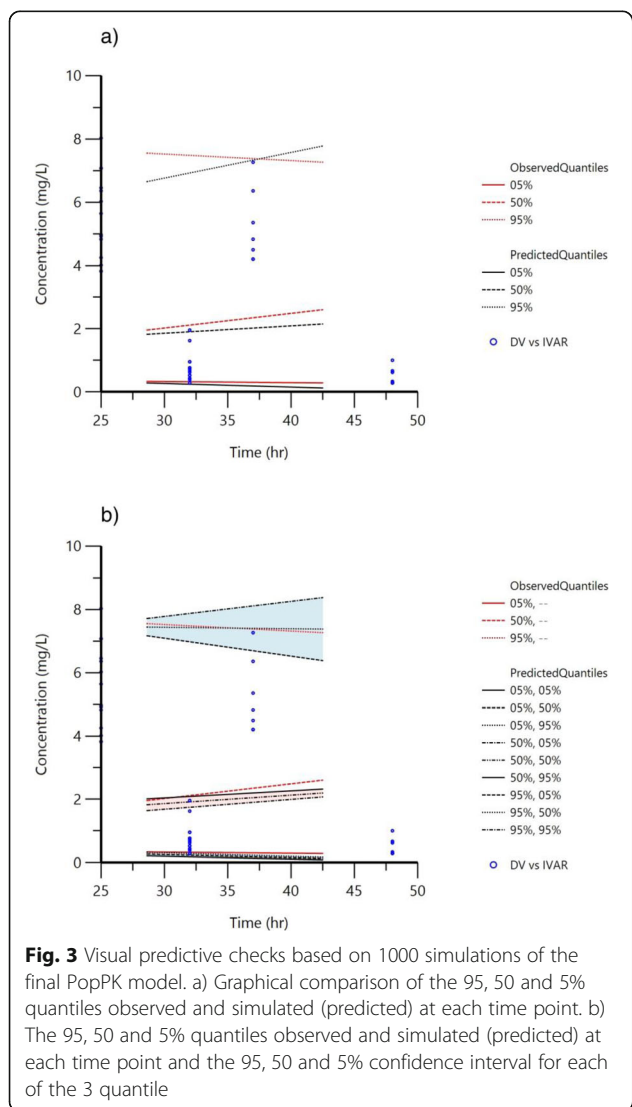 a)
10
8
6
4
2
0
Concentration (mg/L)
25
30
35
40
45
50
Time (hr)
ObservedQuantiles
05%
50%
95%
PredictedQuantiles
05%
50%
95%
DV vs IVAR
b)
10
8
6
4
2
0
Concentration (mg/L)
25
30
35
40
45
50
Time (hr)
ObservedQuantiles
05%, --
50%, --
95%, --
PredictedQuantiles
05%, 05%
05%, 50%
05%, 95%
50%, 05%
50%, 50%
50%, 95%
95%, 05%
95%, 50%
95%, 95%
DV vs IVAR
Fig. 3 Visual predictive checks based on 1000 simulations of the
final PopPK model. a) Graphical comparison of the 95, 50 and 5%
quantiles observed and simulated (predicted) at each time point. b)
The 95, 50 and 5% quantiles observed and simulated (predicted) at
each time point and the 95, 50 and 5% confidence interval for each
of the 3 quantile